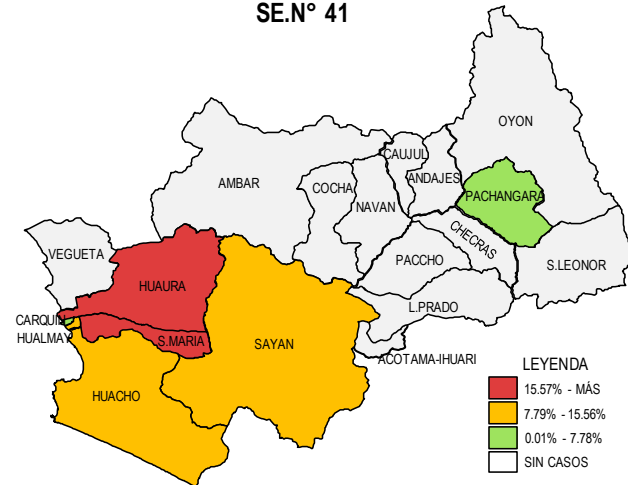 SE.N° 41
OYON
CAUJUL
ANDAJES
AMBAR
COCHA
PACHANGARA
NAVAN
CHECRAS
VEGUETA
PACCHO
S.LEONOR
HUAURA
L.PRADO
CARQUIN
HUALMAY
S.MARIA
SAYAN
ACOTAMA-IHUARI
HUACHO
LEYENDA
15.57% - MÁS
7.79% - 15.56%
0.01% - 7.78%
SIN CASOS